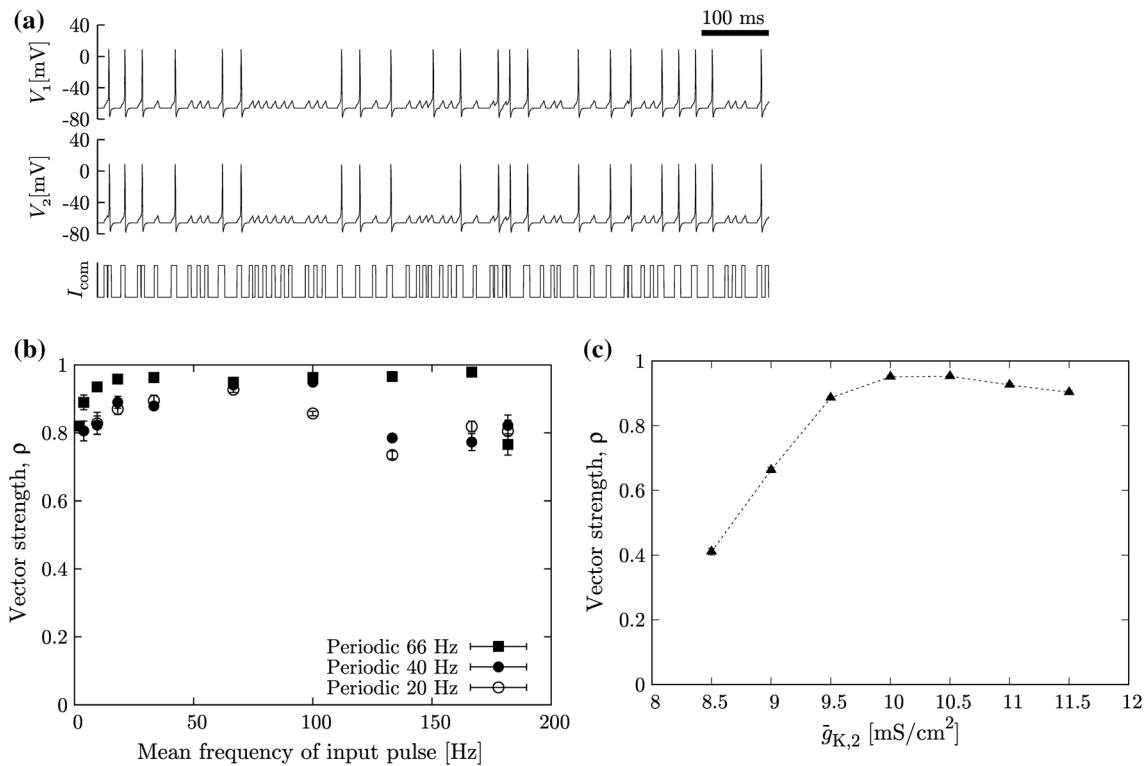 (a)
100 ms
40
0
-40
-80
V1[mV]
40
0
-40
-80
V2[mV]
Icom
(b)
1
0.8
0.6
0.4
0.2
0
Vector strength, ρ
0
50
100
150
200
Mean frequency of input pulse [Hz]
Periodic 66 Hz
Periodic 40 Hz
Periodic 20 Hz
(c)
1
0.8
0.6
0.4
0.2
0
Vector strength, ρ
8
8.5
9
9.5
10
10.5
11
11.5
12
ḡK,2 [mS/cm²]